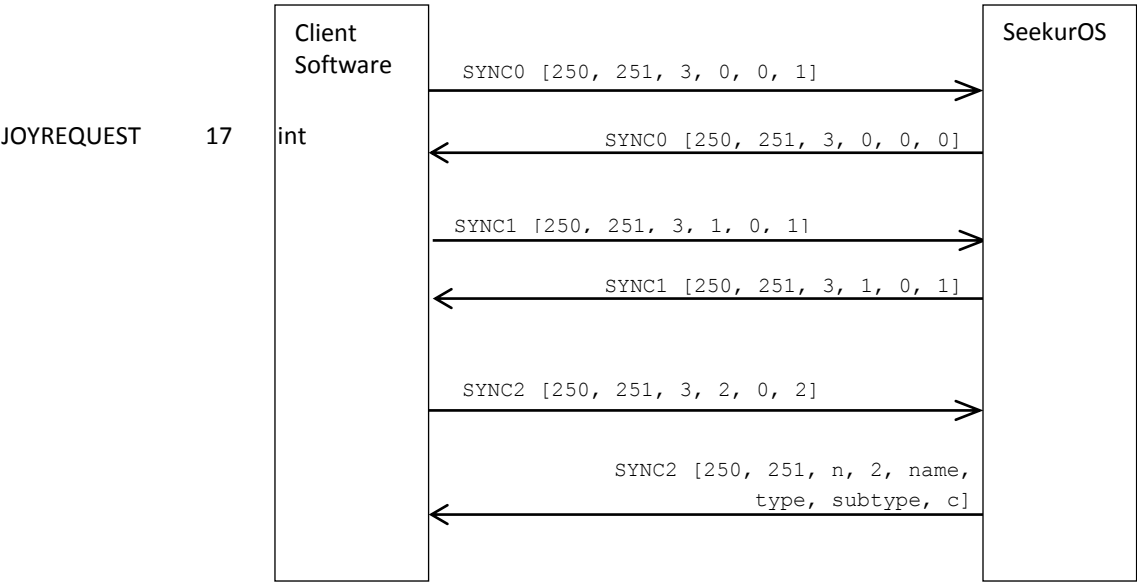 Client
Software
SeekurOS
SYNC0 [250, 251, 3, 0, 0, 1]
JOYREQUEST 17 int
SYNC0 [250, 251, 3, 0, 0, 0]
SYNC1 [250, 251, 3, 1, 0, 1]
SYNC1 [250, 251, 3, 1, 0, 1]
SYNC2 [250, 251, 3, 2, 0, 2]
SYNC2 [250, 251, n, 2, name,
type, subtype, c]